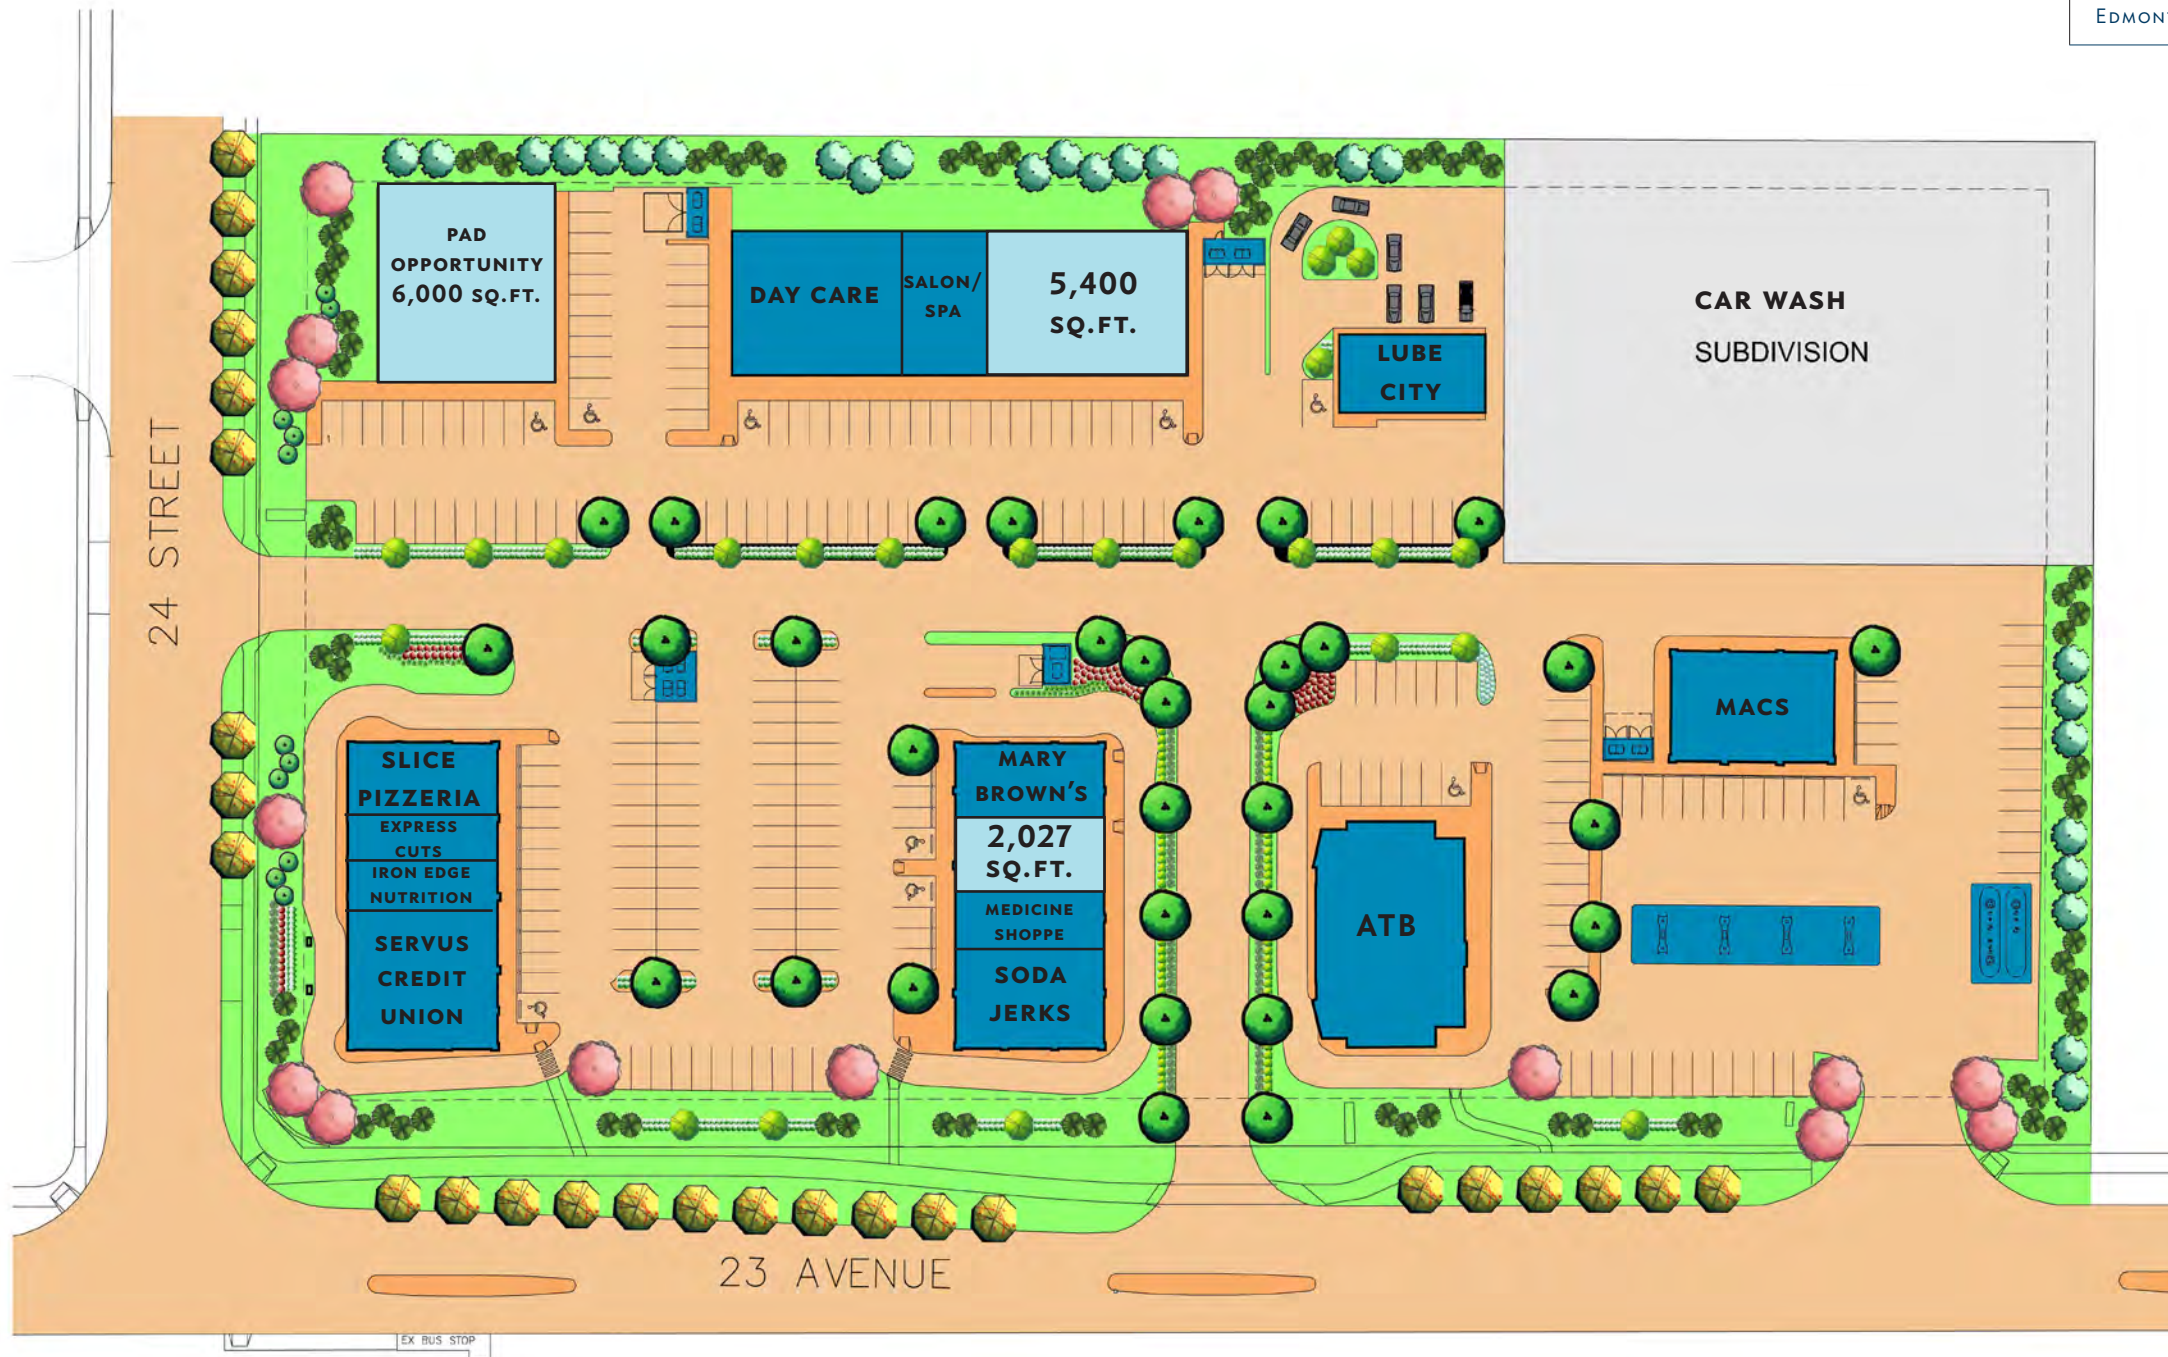 EDMON
PAD
OPPORTUNITY
6,000 SQ.FT.
DAY CARE
SALON/
SPA
5,400
SQ.FT.
LUBE
CITY
CAR WASH
SUBDIVISION
24 STREET
SLICE
PIZZERIA
EXPRESS
CUTS
IRON EDGE
NUTRITION
SERVUS
CREDIT
UNION
MARY
BROWN'S
2,027
SQ.FT.
MEDICINE
SHOPPE
SODA
JERKS
ATB
MACS
23 AVENUE
EX BUS STOP